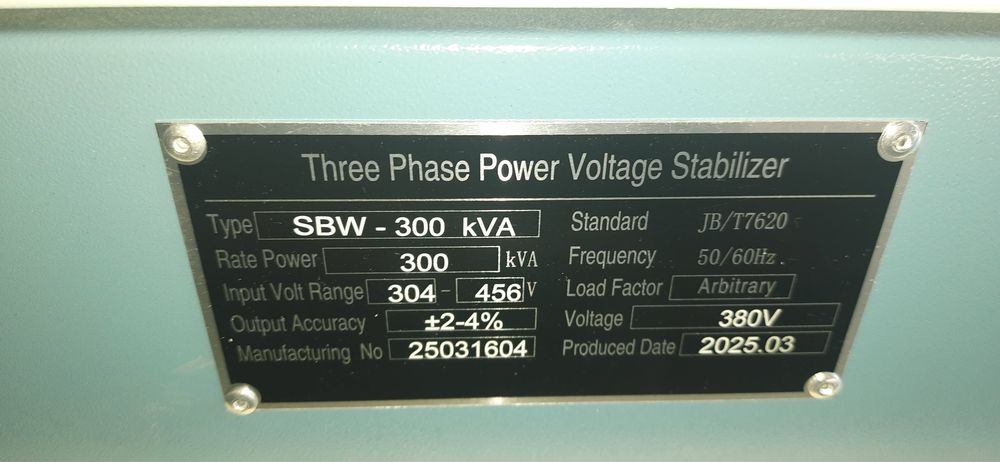 Three Phase Power Voltage Stabilizer
Type SBW - 300 kVA Standard JB/T7620
Rate Power 300 kVA Frequency 50/60Hz.
Input Volt Range 304 - 456 V Load Factor Arbitrary
Output Accuracy ±2-4% Voltage 380V
Manufacturing No 25031604 Produced Date 2025.03